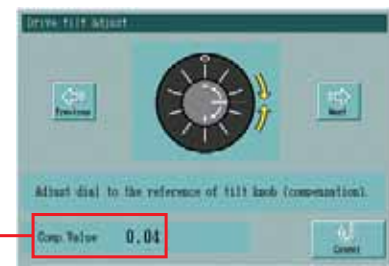 Drive tilt Adjust
Previous
Next
Adjust dial to the reference of tilt knob (compensation).
Comp.Value 0.04
Cancel